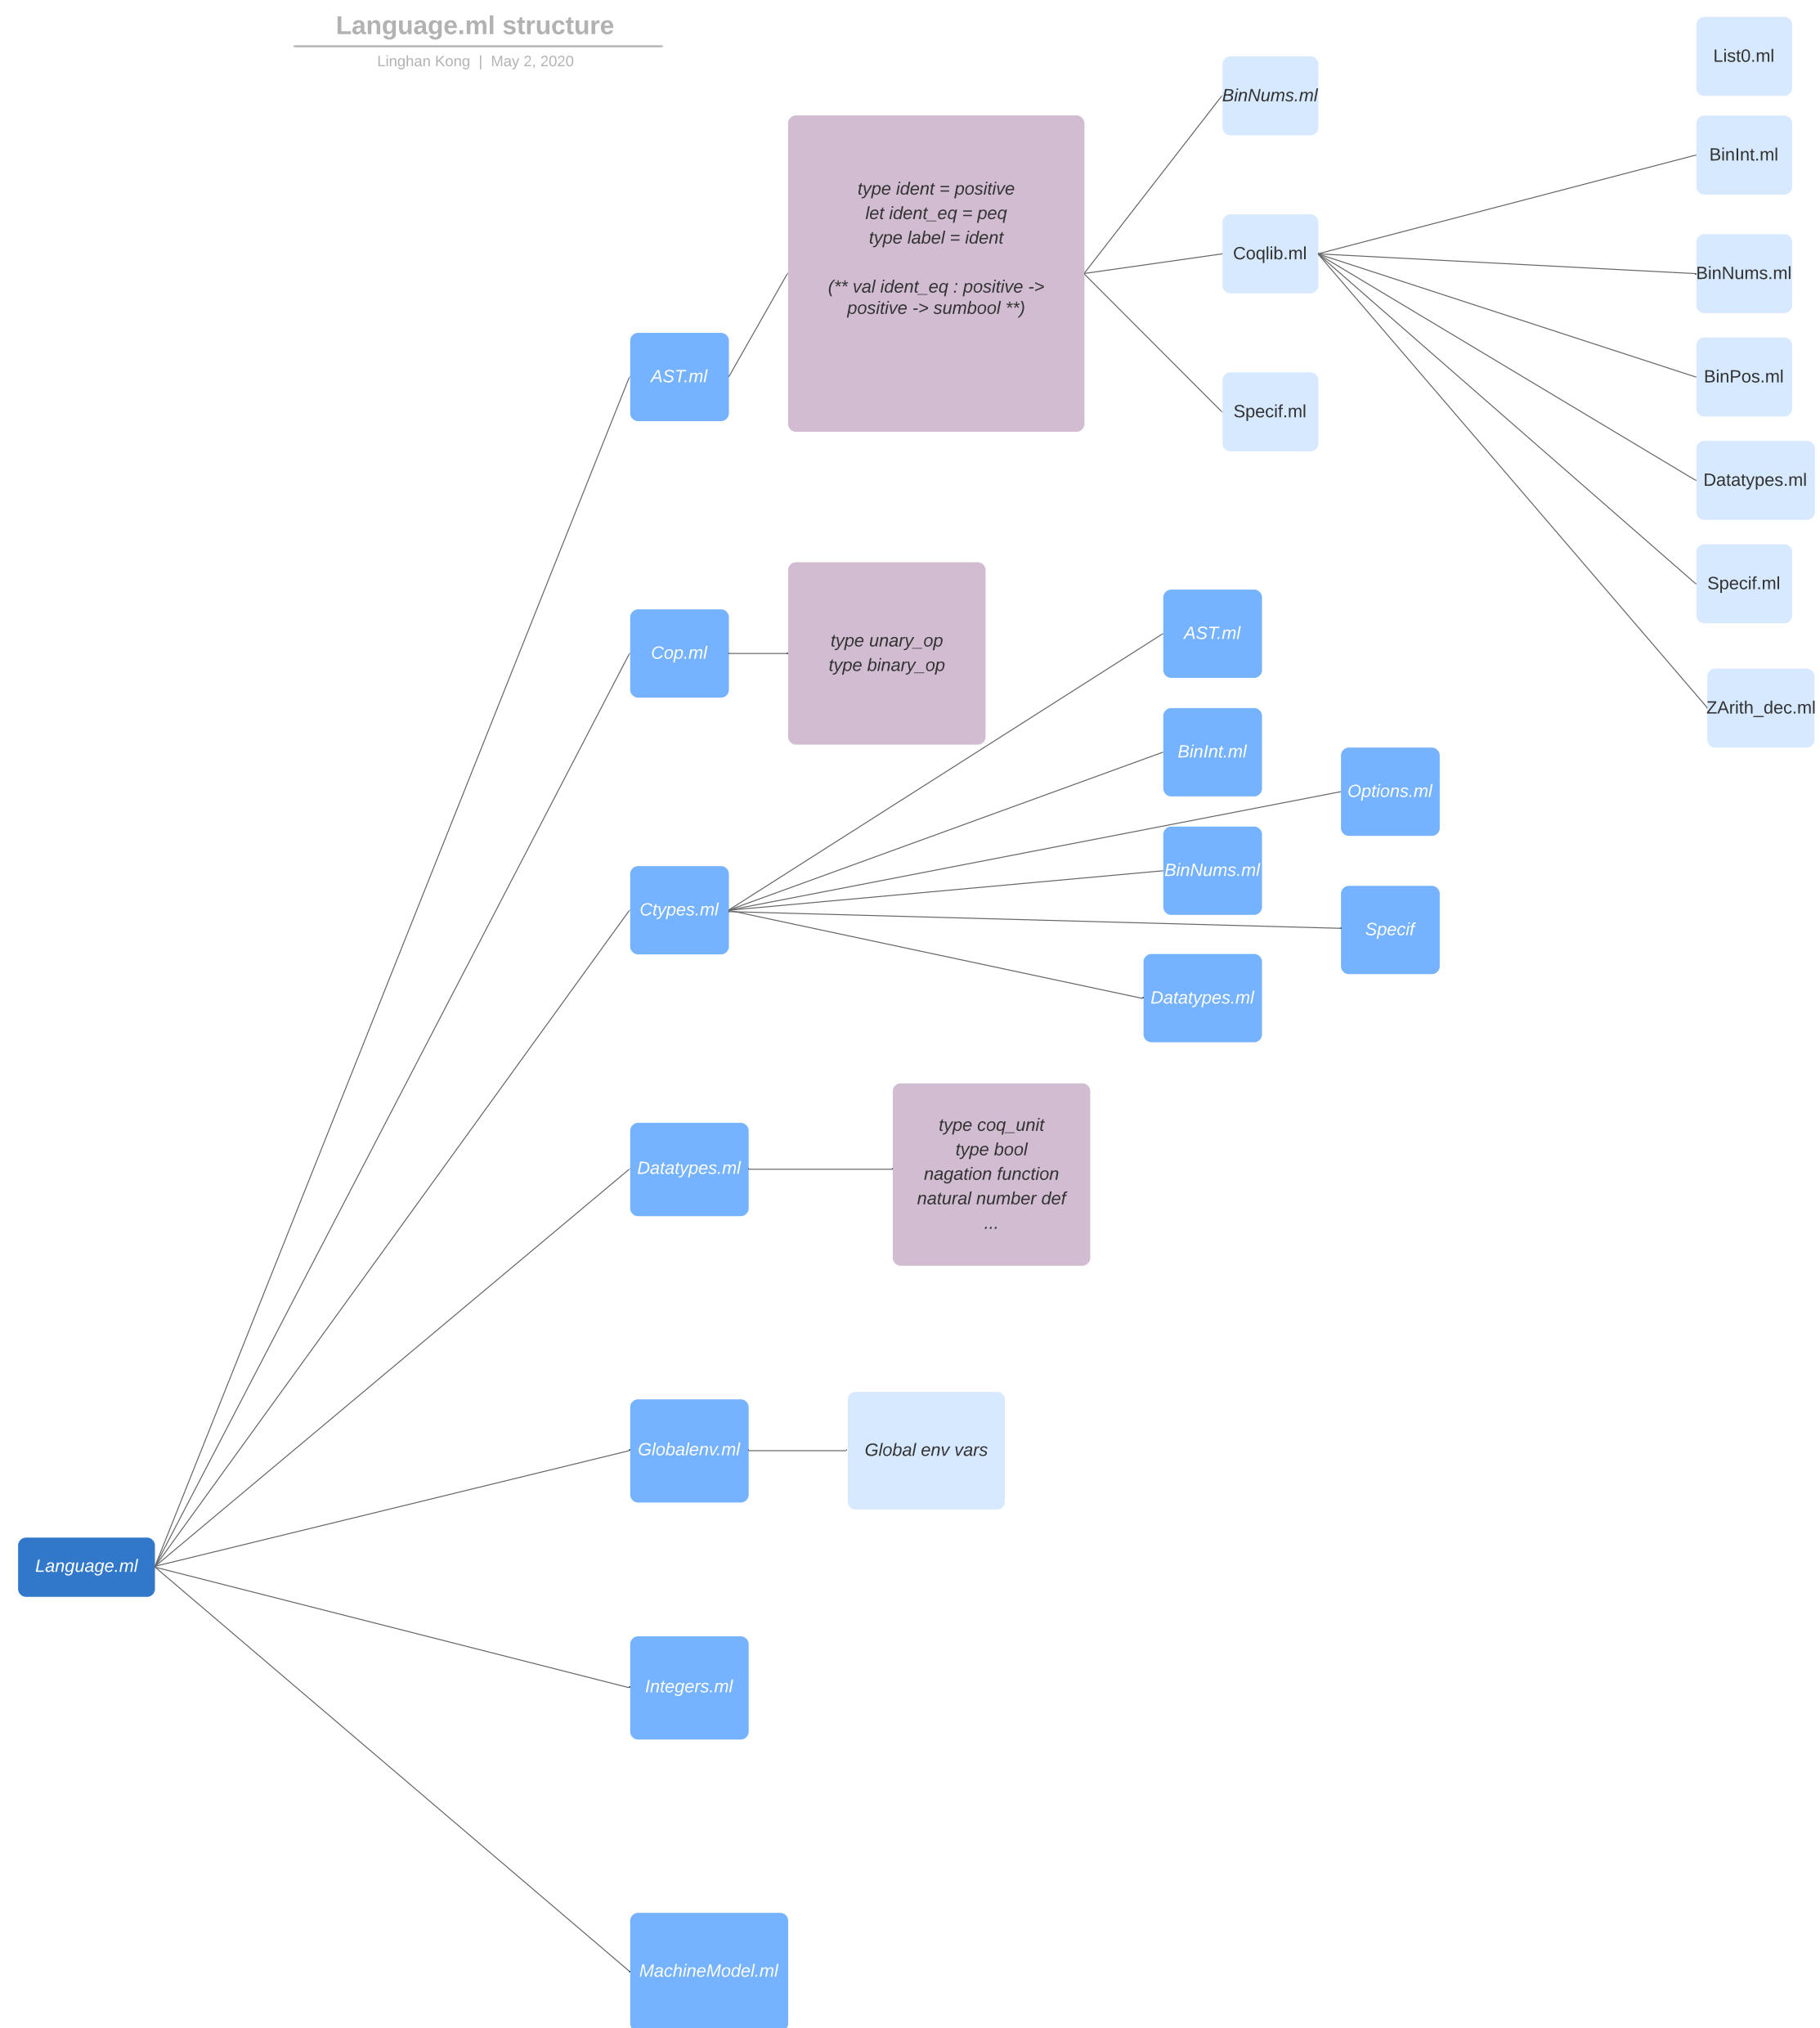 Language.ml structure
Linghan Kong | May 2, 2020
List0.ml
BinNums.ml
BinInt.ml
type ident = positive
let ident_eq = peq
type label = ident
(** val ident_eq : positive ->
positive -> sumbool **)
Coqlib.ml
BinNums.ml
AST.ml
Specif.ml
BinPos.ml
Datatypes.ml
Specif.ml
ZArith_dec.ml
Cop.ml
type unary_op
type binary_op
AST.ml
BinInt.ml
Options.ml
BinNums.ml
Ctypes.ml
Specif
Datatypes.ml
Datatypes.ml
type coq_unit
type bool
nagation function
natural number def
...
Globalenv.ml
Global env vars
Language.ml
Integers.ml
MachineModel.ml